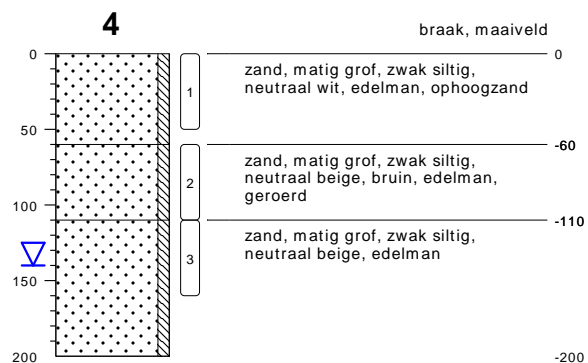 4
braak, maaiveld
0
0
zand, matig grof, zwak siltig,
neutraal wit, edelman, ophoogzand
1
50
-60
zand, matig grof, zwak siltig,
neutraal beige, bruin, edelman,
geroerd
2
100
-110
zand, matig grof, zwak siltig,
neutraal beige, edelman
3
150
200
-200